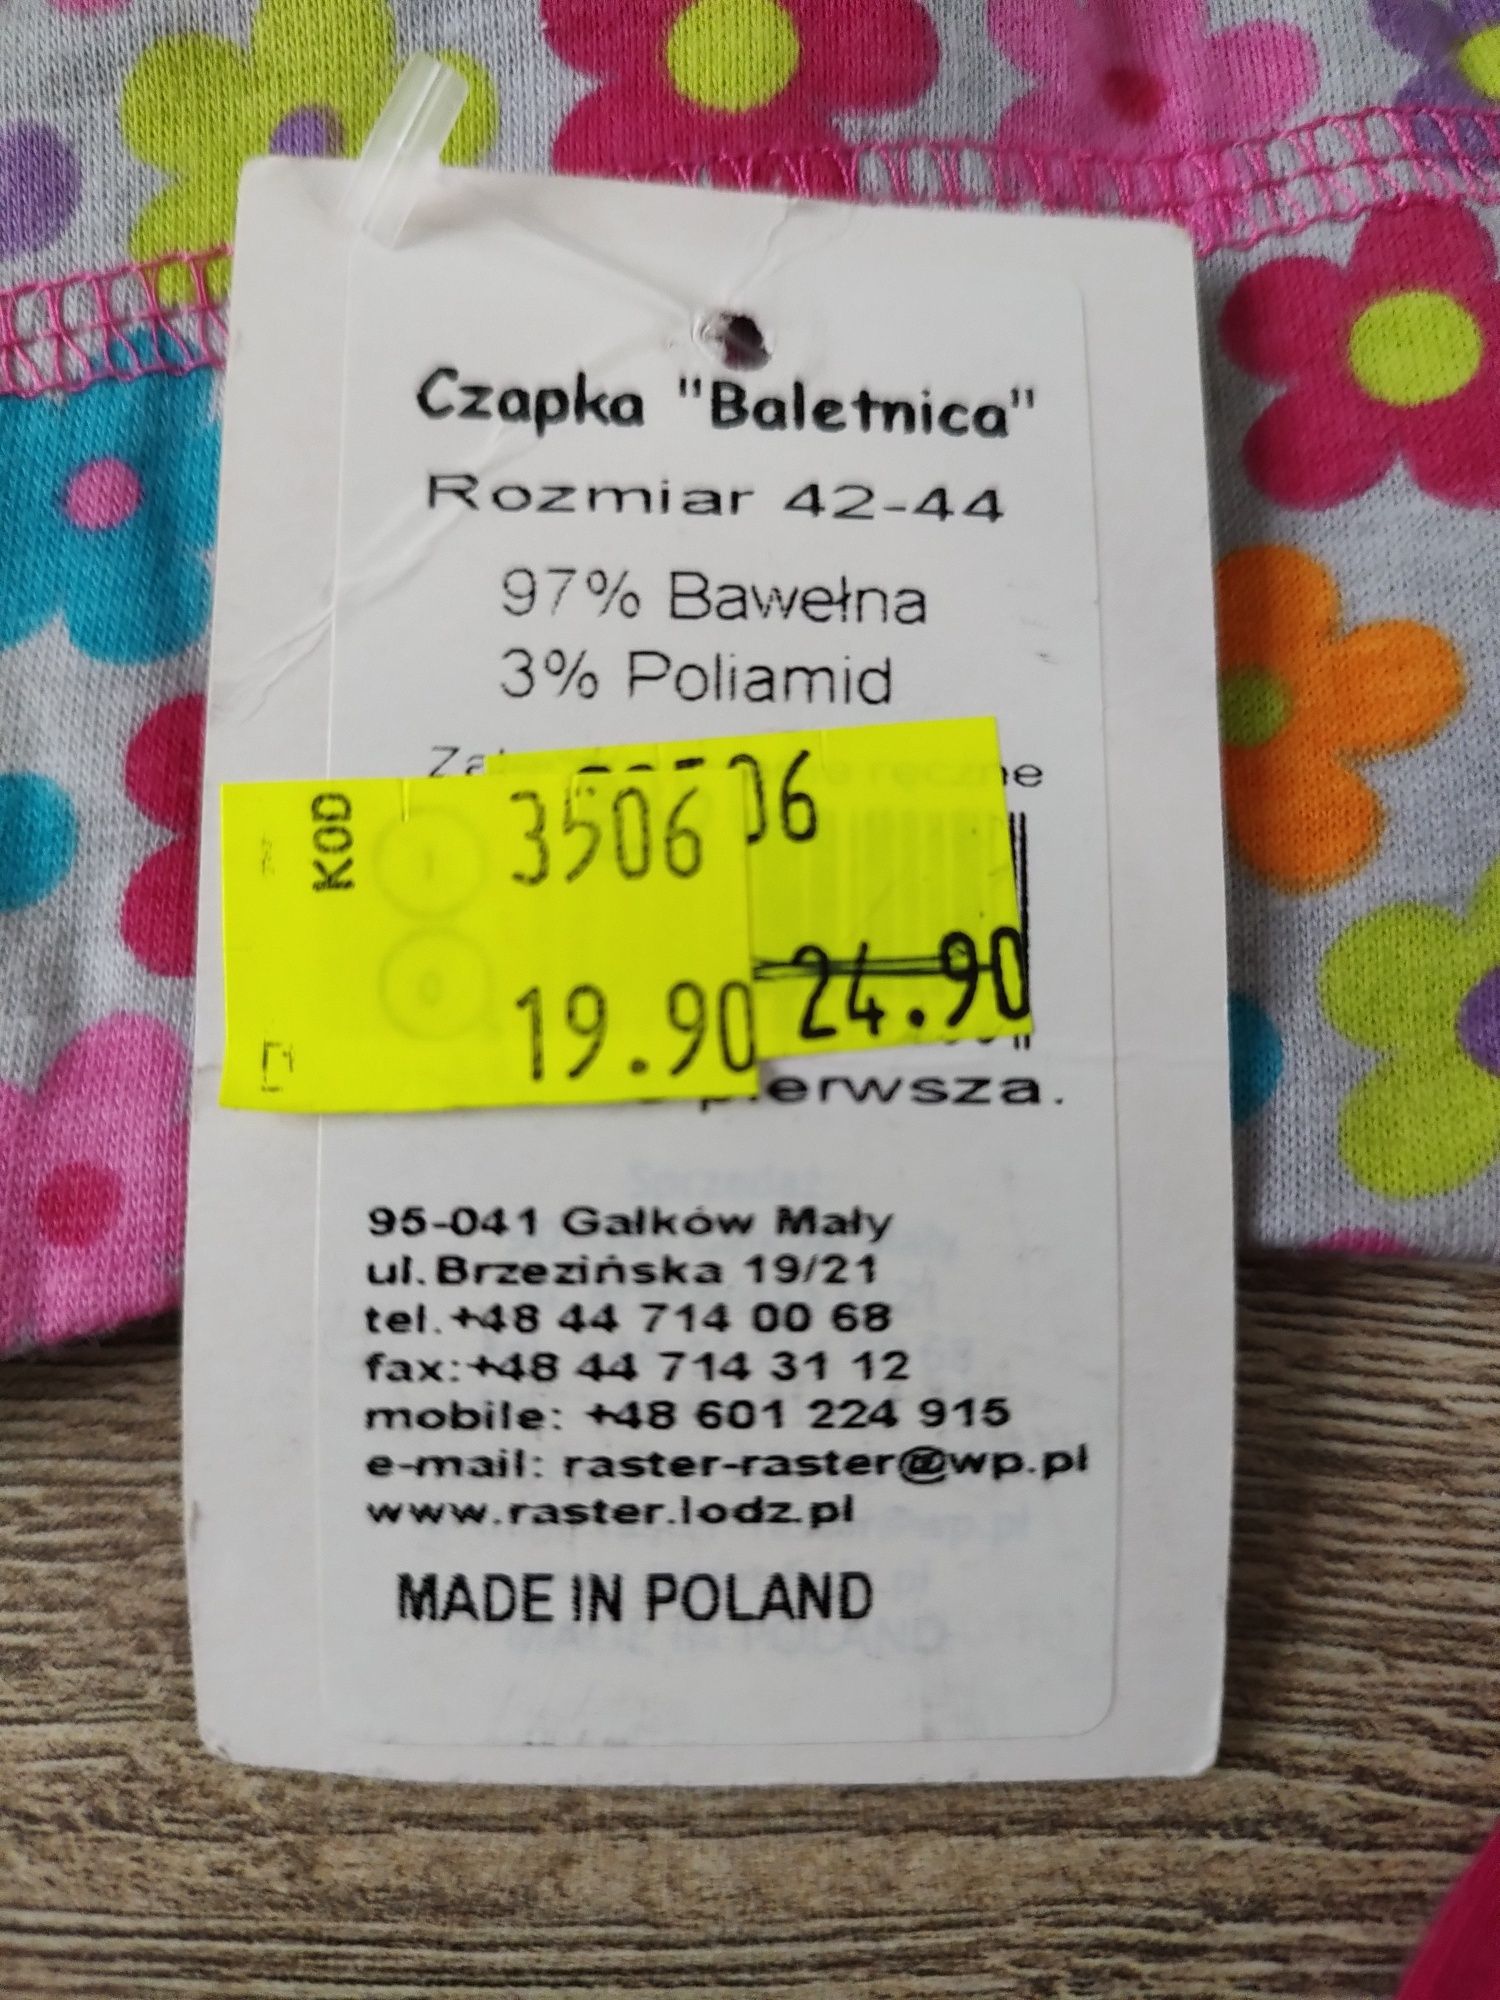 Czapka "Baletnica"
Rozmiar 42-44
97% Bawełna
3% Poliamid
KOD 3506
19.90
24.90
95-041 Gałków Mały
ul.Brzezińska 19/21
tel.+48 44 714 00 68
fax:+48 44 714 31 12
mobile: +48 601 224 915
e-mail: raster-raster@wp.pl
www.raster.lodz.pl
MADE IN POLAND